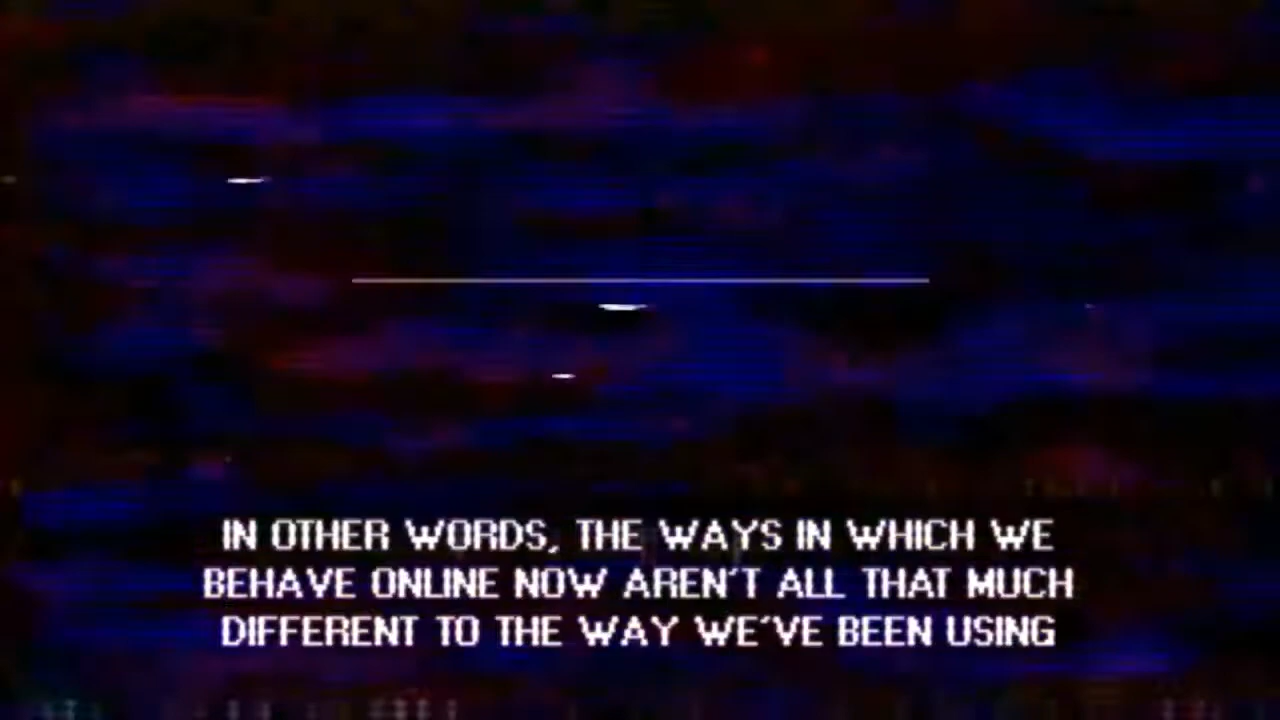 IN OTHER WORDS, THE WAYS IN WHICH WE
BEHAVE ONLINE NOW AREN'T ALL THAT MUCH
DIFFERENT TO THE WAY WE'VE BEEN USING